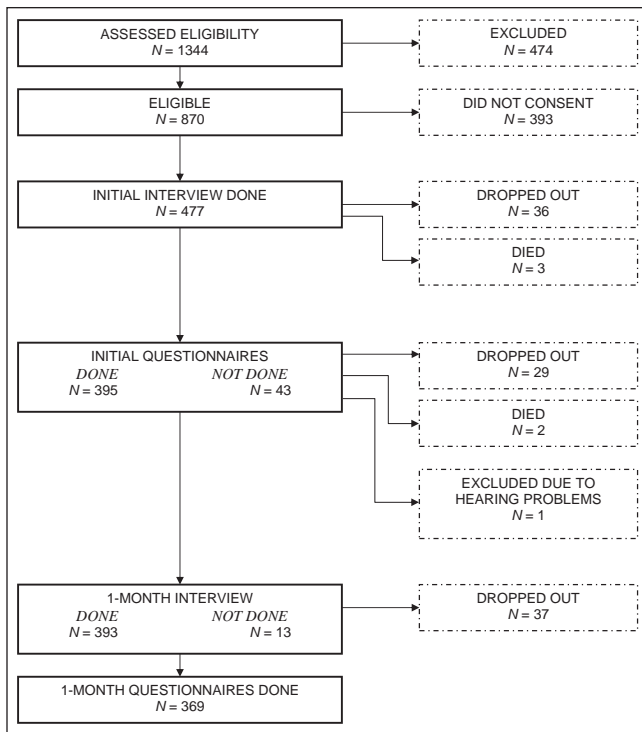 ASSESSED ELIGIBILITY
N = 1344
EXCLUDED
N = 474
ELIGIBLE
N = 870
DID NOT CONSENT
N = 393
INITIAL INTERVIEW DONE
N = 477
DROPPED OUT
N = 36
DIED
N = 3
INITIAL QUESTIONNAIRES
DONE NOT DONE
N = 395 N = 43
DROPPED OUT
N = 29
DIED
N = 2
EXCLUDED DUE TO
HEARING PROBLEMS
N = 1
1-MONTH INTERVIEW
DONE NOT DONE
N = 393 N = 13
DROPPED OUT
N = 37
1-MONTH QUESTIONNAIRES DONE
N = 369